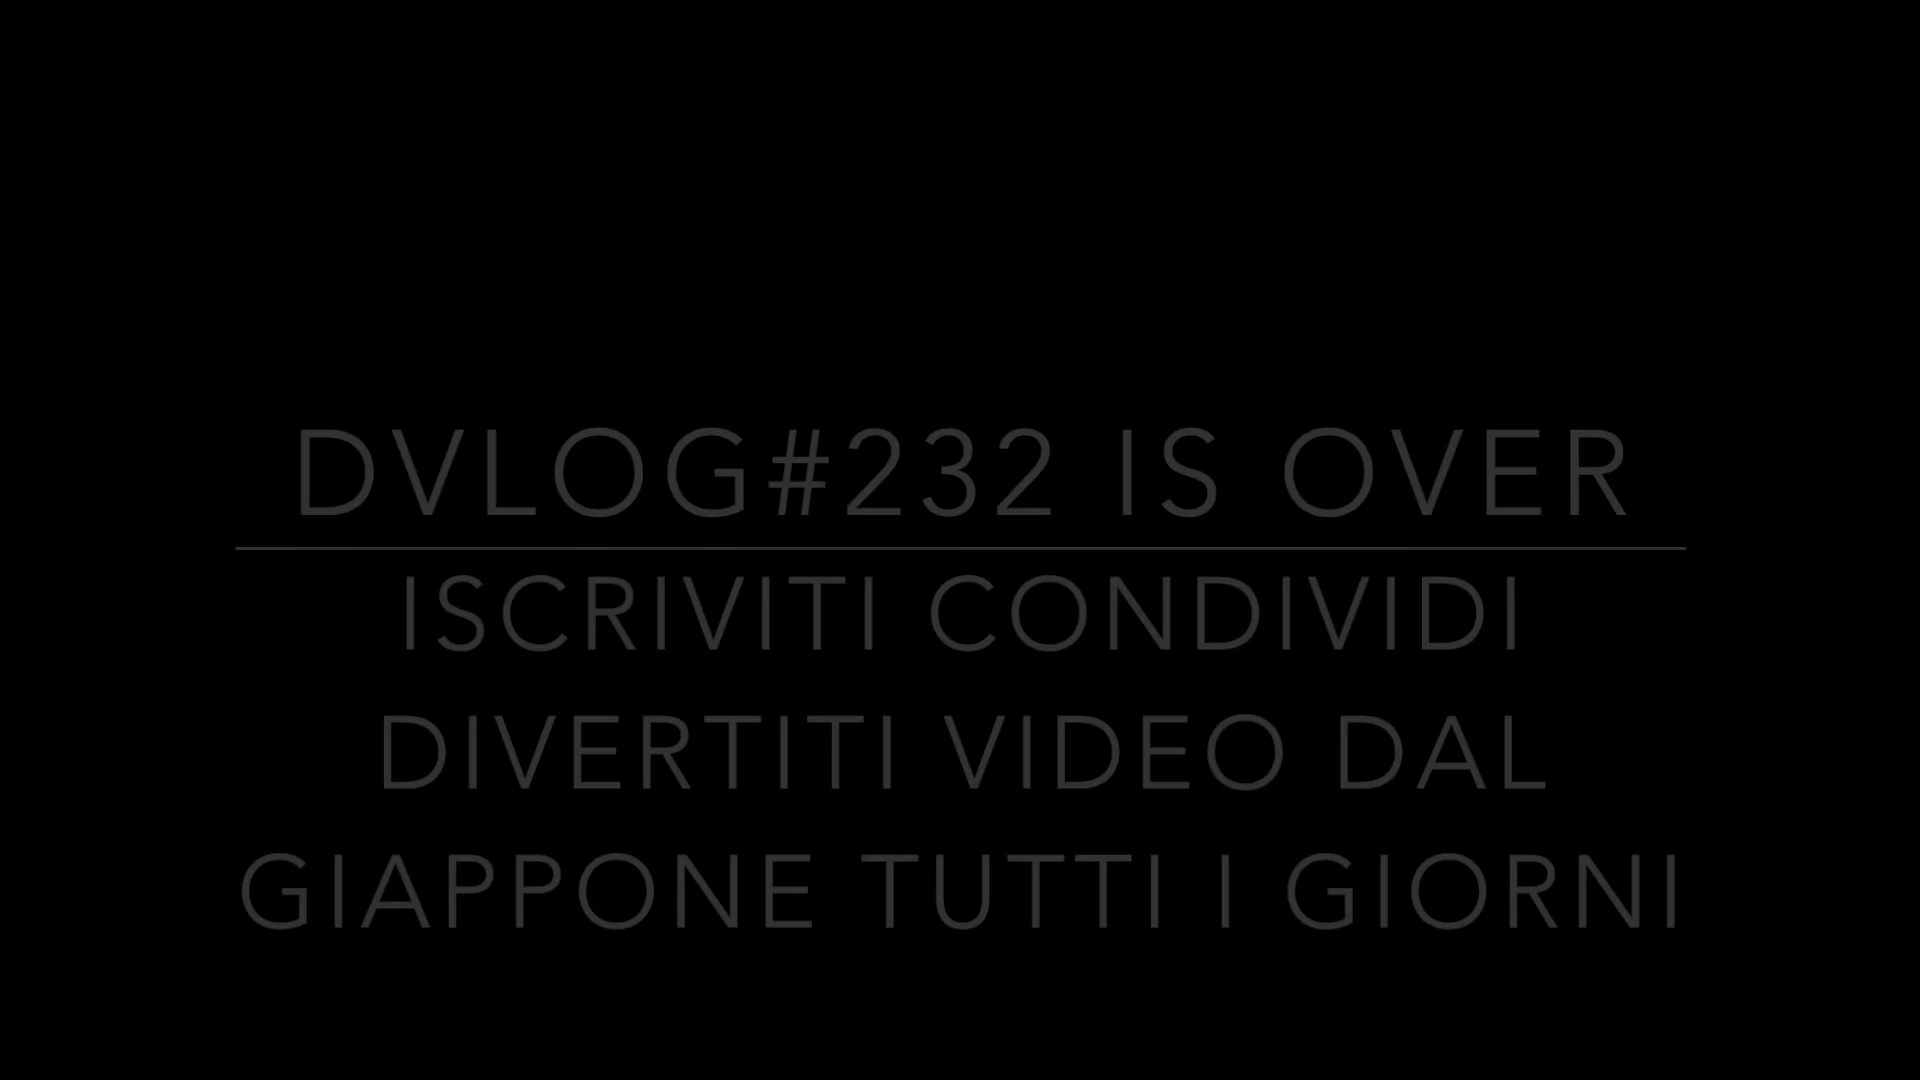 DVLOG#232 IS OVER
ISCRIVITI CONDIVIDI
DIVERTITI VIDEO DAL
GIAPPONE TUTTI I GIORNI